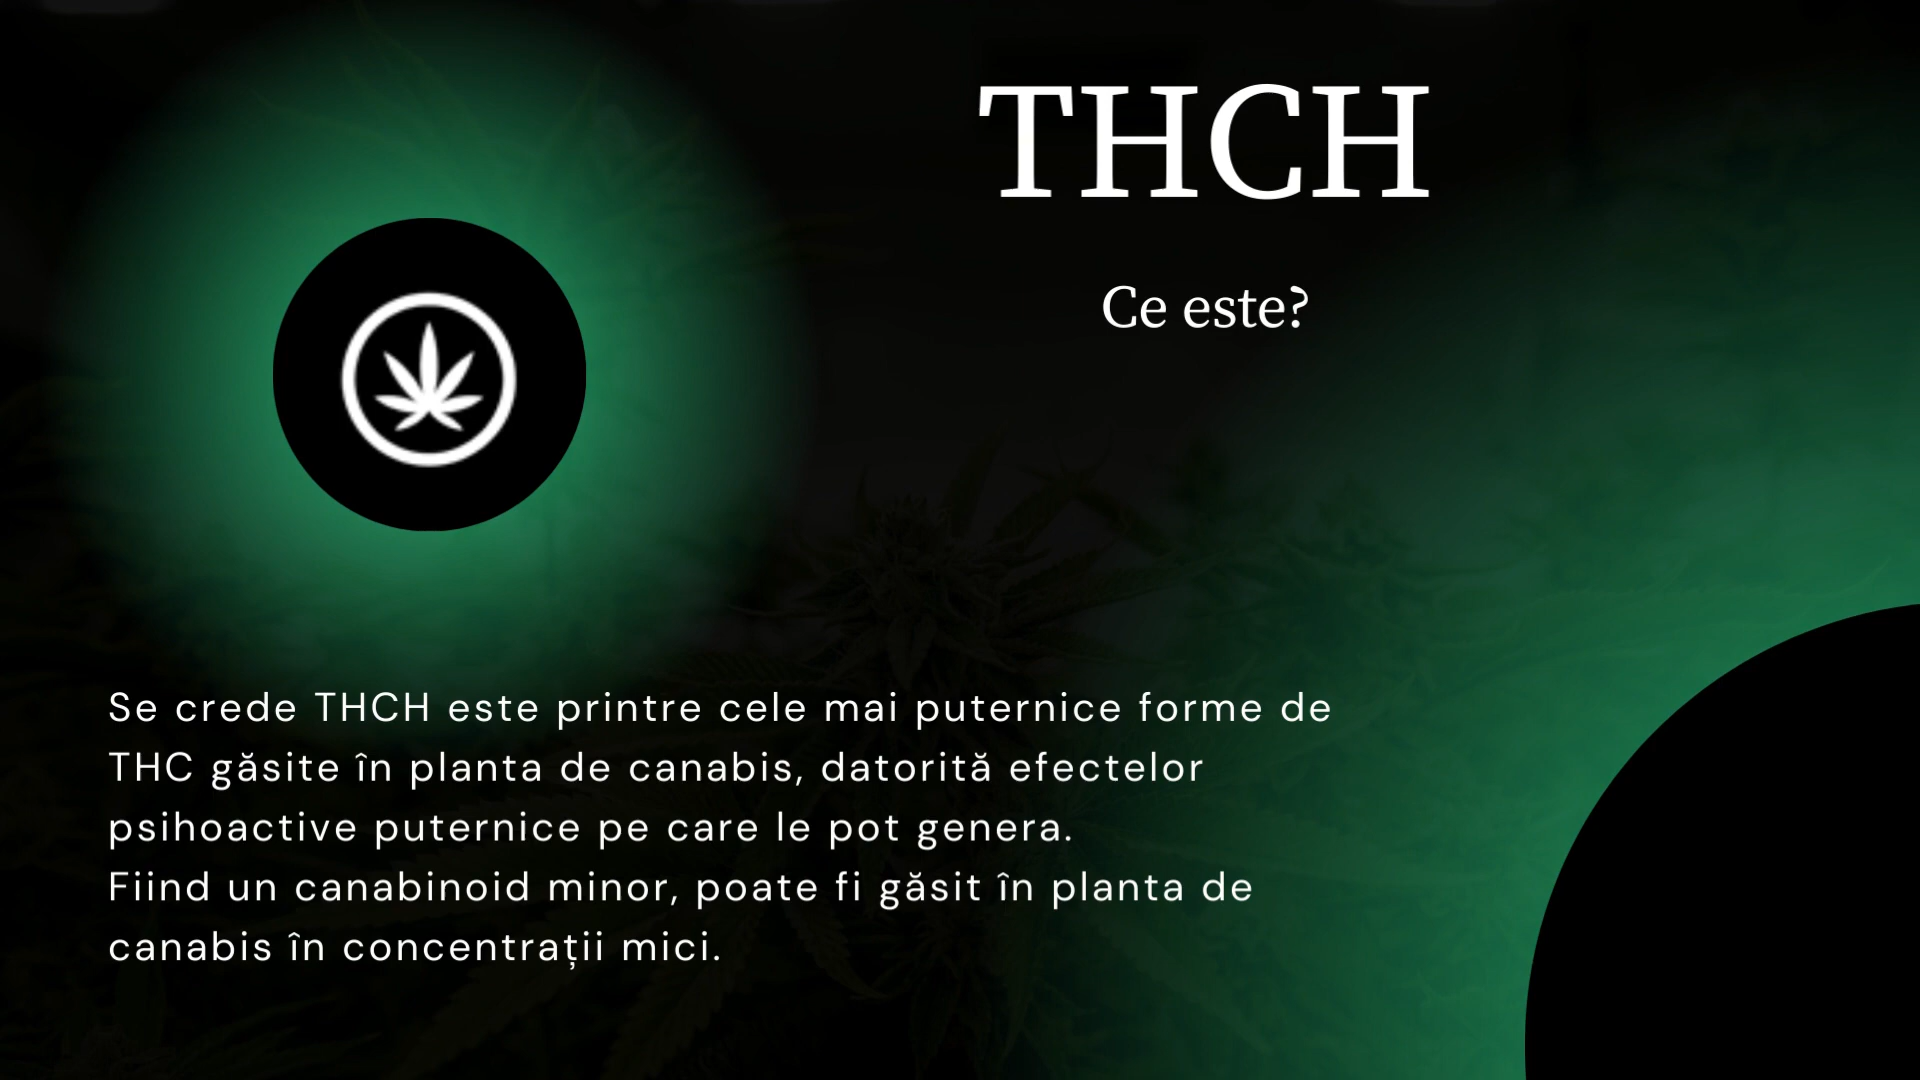 THCH
Ce este?
Se crede THCH este printre cele mai puternice forme de
THC găsite în planta de canabis, datorită efectelor
psihoactive puternice pe care le pot genera.
Fiind un canabinoid minor, poate fi găsit în planta de
canabis în concentrații mici.